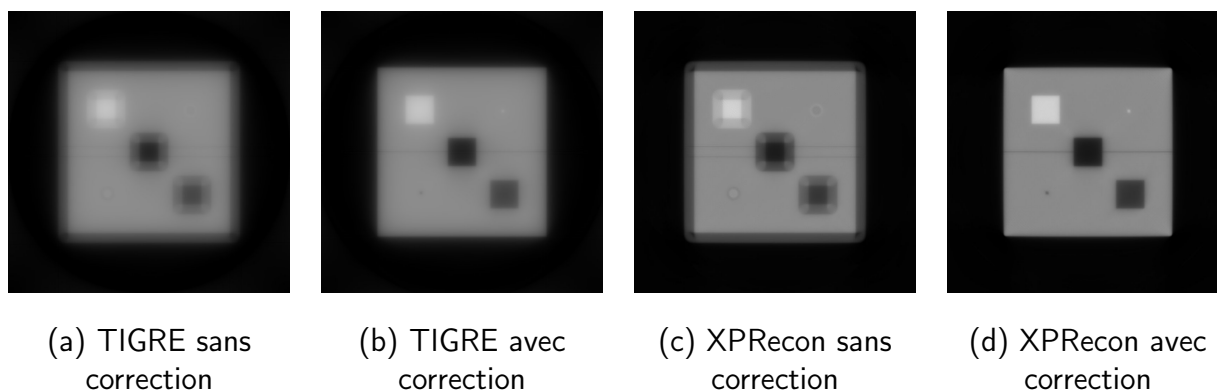 (a) TIGRE sans
correction
(b) TIGRE avec
correction
(c) XPRecon sans
correction
(d) XPRecon avec
correction